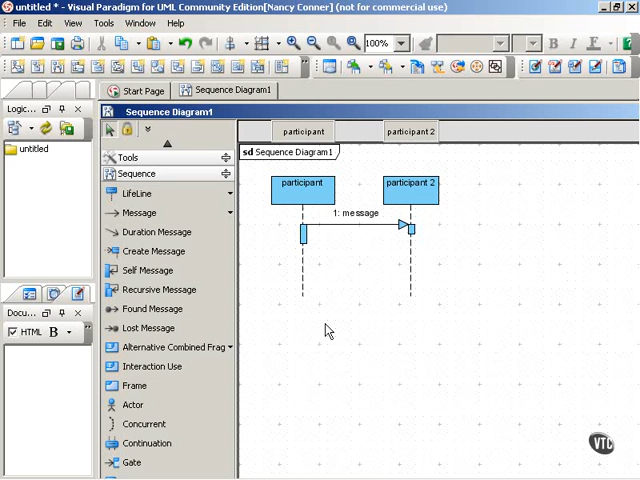 untitled * - Visual Paradigm for UML Community Edition[Nancy Conner] (not for commercial use)
File Edit View Tools Window Help
100% B I
Start Page Sequence Diagram1
Logic...
untitled
Sequence Diagram1
participant participant 2
sd Sequence Diagram1
Tools
Sequence
LifeLine
Message
Duration Message
Create Message
Self Message
Recursive Message
Found Message
Lost Message
Alternative Combined Frag
Interaction Use
Frame
Actor
Concurrent
Continuation
Gate
participant participant 2
1: message
Docu...
HTML B
VTC